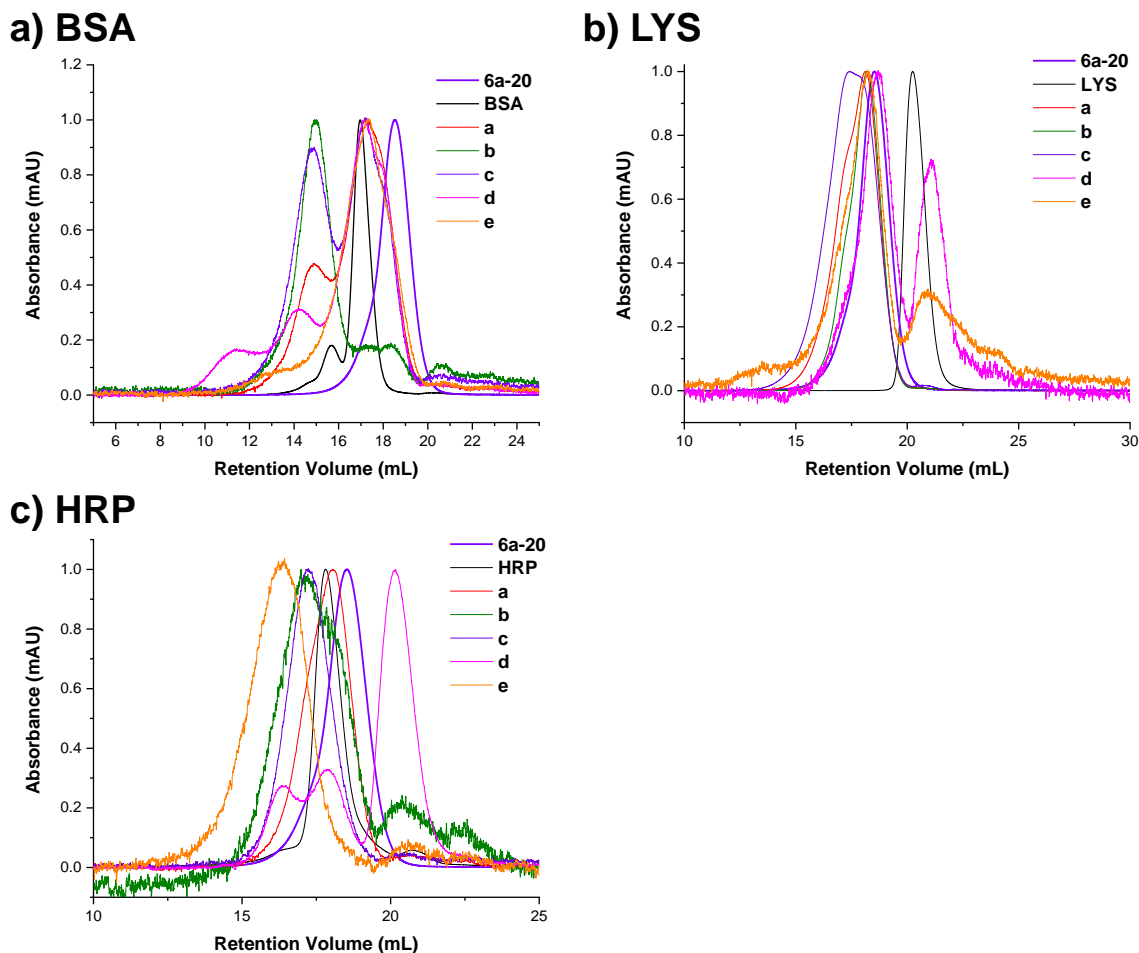 a) BSA
1.2
1.0
0.8
0.6
0.4
0.2
0.0
Absorbance (mAU)
6 8 10 12 14 16 18 20 22 24
Retention Volume (mL)
6a-20
BSA
a
b
c
d
e
b) LYS
1.0
0.8
0.6
0.4
0.2
0.0
Absorbance (mAU)
10 15 20 25 30
Retention Volume (mL)
6a-20
LYS
a
b
c
d
e
c) HRP
1.0
0.8
0.6
0.4
0.2
0.0
Absorbance (mAU)
10 15 20 25
Retention Volume (mL)
6a-20
HRP
a
b
c
d
e